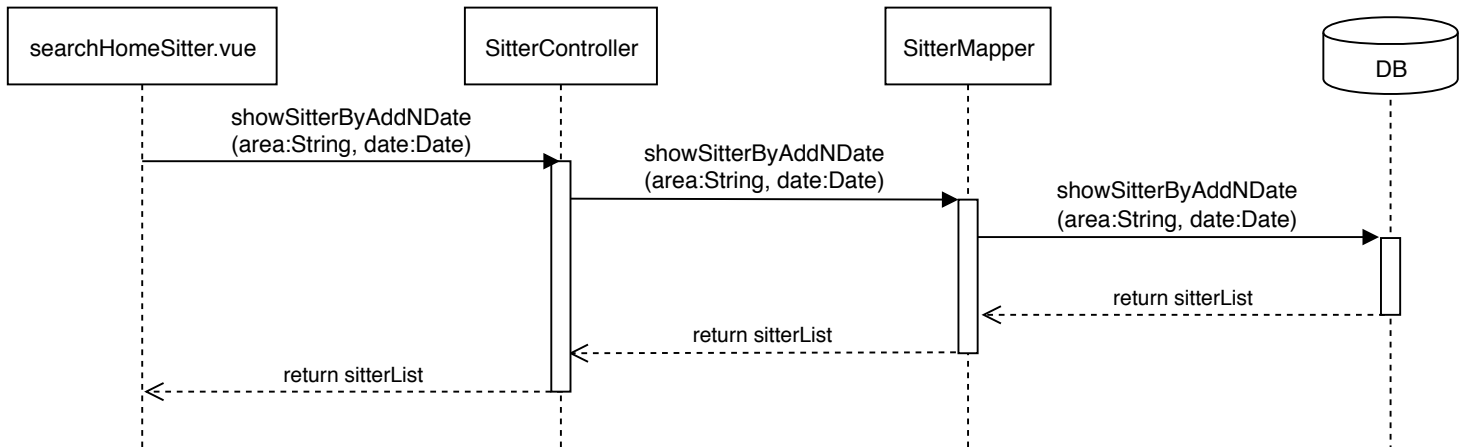 searchHomeSitter.vue
SitterController
SitterMapper
DB
showSitterByAddNDate
(area:String, date:Date)
showSitterByAddNDate
(area:String, date:Date)
showSitterByAddNDate
(area:String, date:Date)
return sitterList
return sitterList
return sitterList